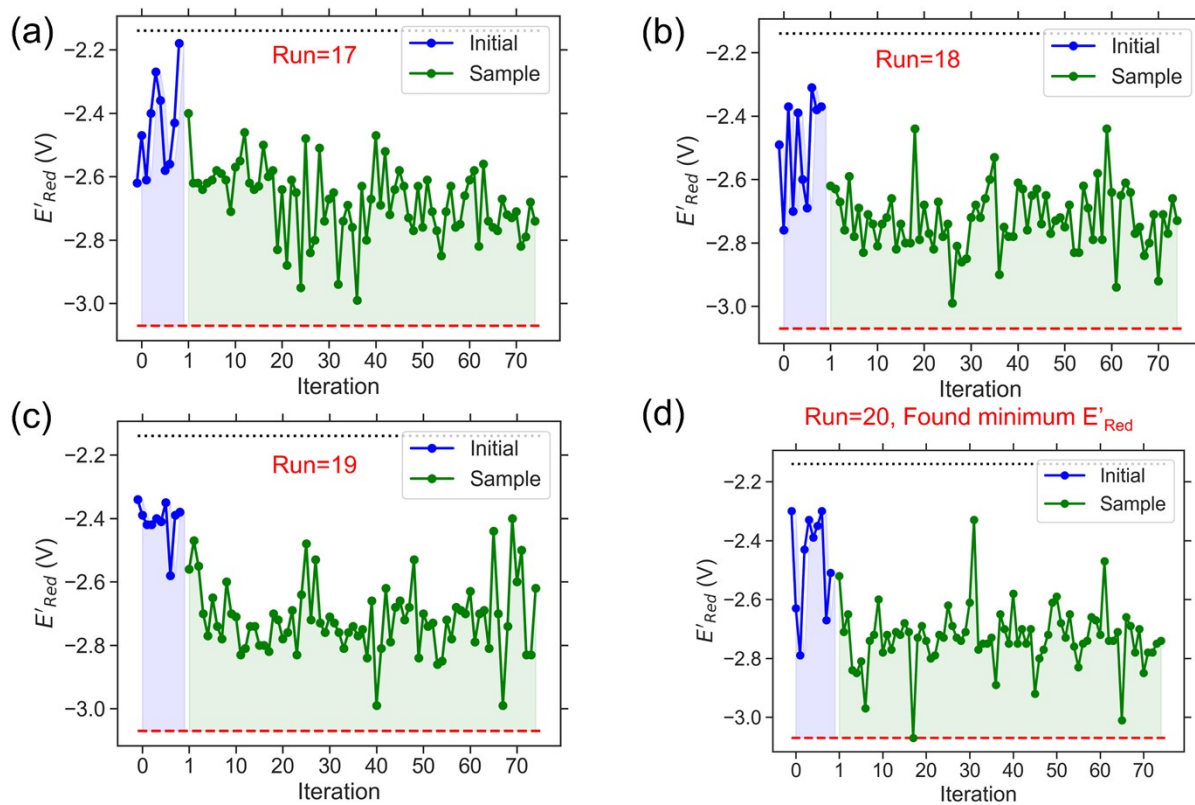 (a)
Run=17
Initial
Sample
E'Red (V)
−2.2
−2.4
−2.6
−2.8
−3.0
0 1 10 20 30 40 50 60 70
Iteration
(b)
Run=18
Initial
Sample
E'Red (V)
−2.2
−2.4
−2.6
−2.8
−3.0
0 1 10 20 30 40 50 60 70
Iteration
(c)
Run=19
Initial
Sample
E'Red (V)
−2.2
−2.4
−2.6
−2.8
−3.0
0 1 10 20 30 40 50 60 70
Iteration
(d)
Run=20, Found minimum E'Red
Initial
Sample
E'Red (V)
−2.2
−2.4
−2.6
−2.8
−3.0
0 1 10 20 30 40 50 60 70
Iteration